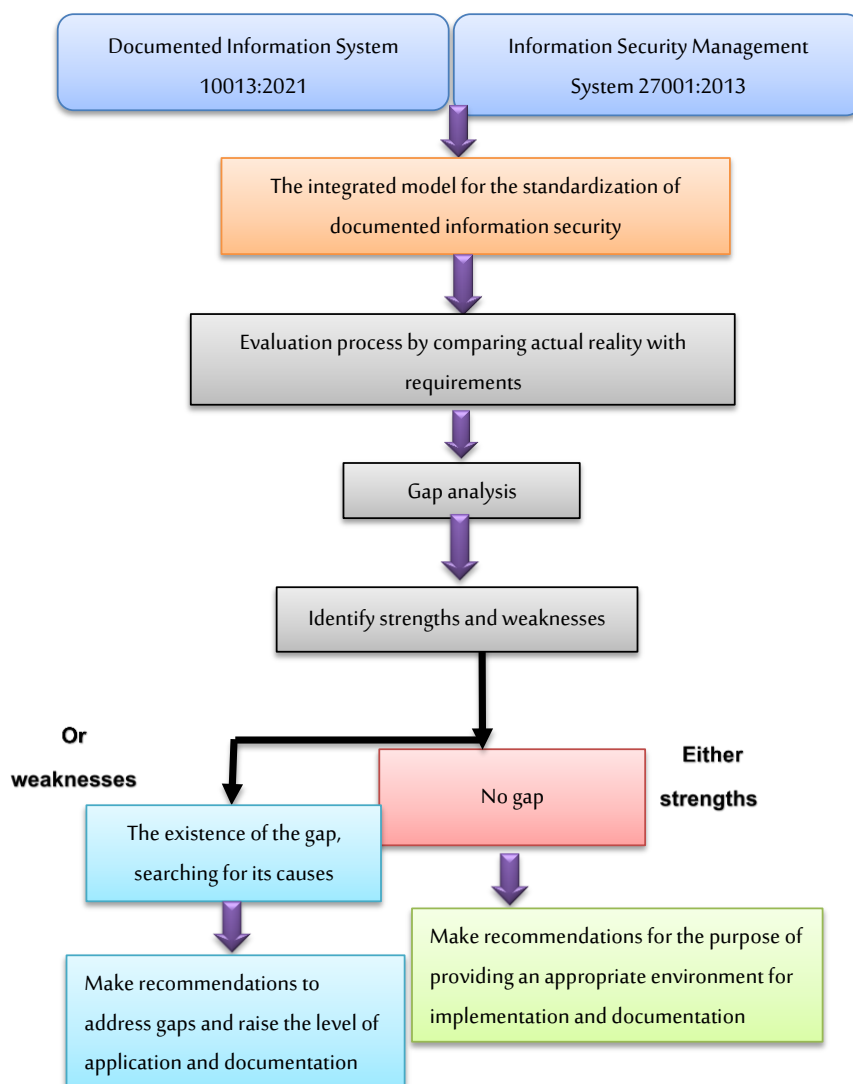 Documented Information System
10013:2021
Information Security Management
System 27001:2013
The integrated model for the standardization of
documented information security
Evaluation process by comparing actual reality with
requirements
Gap analysis
Identify strengths and weaknesses
Or
weaknesses
Either
strengths
No gap
The existence of the gap,
searching for its causes
Make recommendations for the purpose of
providing an appropriate environment for
implementation and documentation
Make recommendations to
address gaps and raise the level of
application and documentation